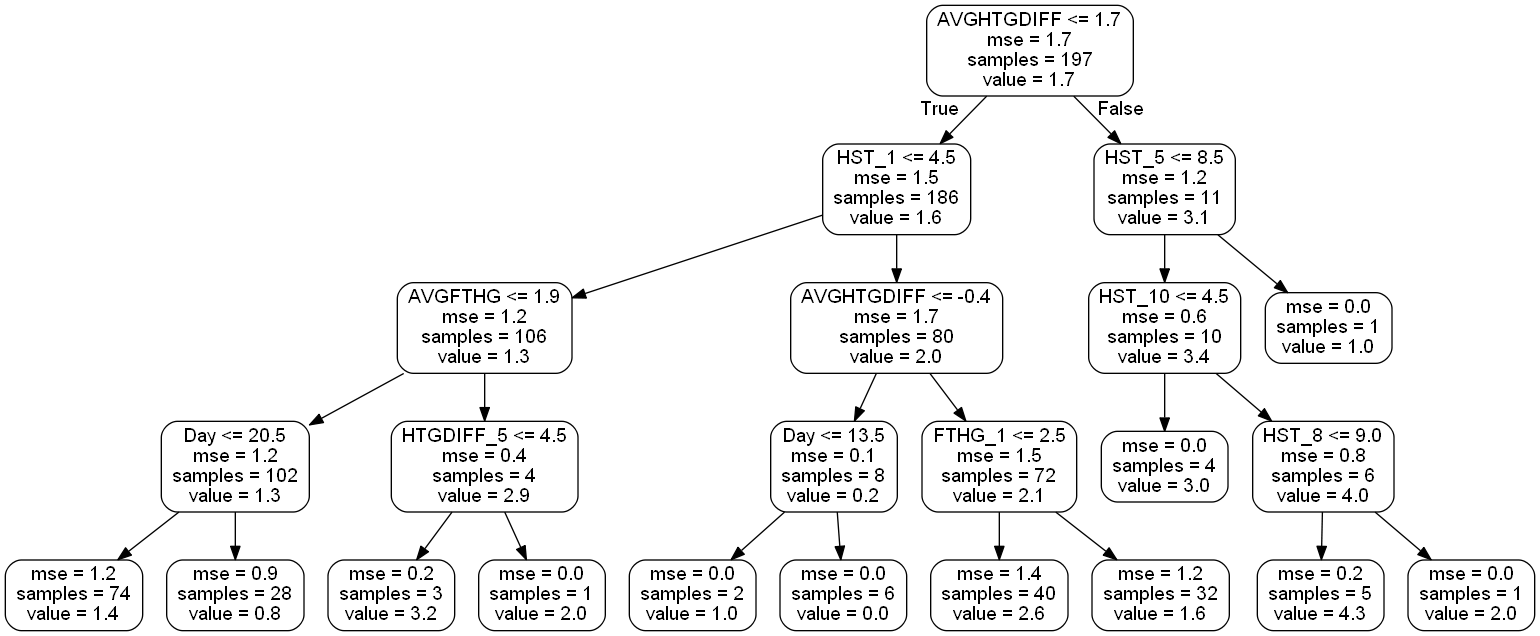 AVGHTGDIFF <= 1.7
mse = 1.7
samples = 197
value = 1.7
True
False
HST_1 <= 4.5
mse = 1.5
samples = 186
value = 1.6
HST_5 <= 8.5
mse = 1.2
samples = 11
value = 3.1
AVGFTHG <= 1.9
mse = 1.2
samples = 106
value = 1.3
AVGHTGDIFF <= -0.4
mse = 1.7
samples = 80
value = 2.0
HST_10 <= 4.5
mse = 0.6
samples = 10
value = 3.4
mse = 0.0
samples = 1
value = 1.0
Day <= 20.5
mse = 1.2
samples = 102
value = 1.3
HTGDIFF_5 <= 4.5
mse = 0.4
samples = 4
value = 2.9
Day <= 13.5
mse = 0.1
samples = 8
value = 0.2
FTHG_1 <= 2.5
mse = 1.5
samples = 72
value = 2.1
mse = 0.0
samples = 4
value = 3.0
HST_8 <= 9.0
mse = 0.8
samples = 6
value = 4.0
mse = 1.2
samples = 74
value = 1.4
mse = 0.9
samples = 28
value = 0.8
mse = 0.2
samples = 3
value = 3.2
mse = 0.0
samples = 1
value = 2.0
mse = 0.0
samples = 2
value = 1.0
mse = 0.0
samples = 6
value = 0.0
mse = 1.4
samples = 40
value = 2.6
mse = 1.2
samples = 32
value = 1.6
mse = 0.2
samples = 5
value = 4.3
mse = 0.0
samples = 1
value = 2.0